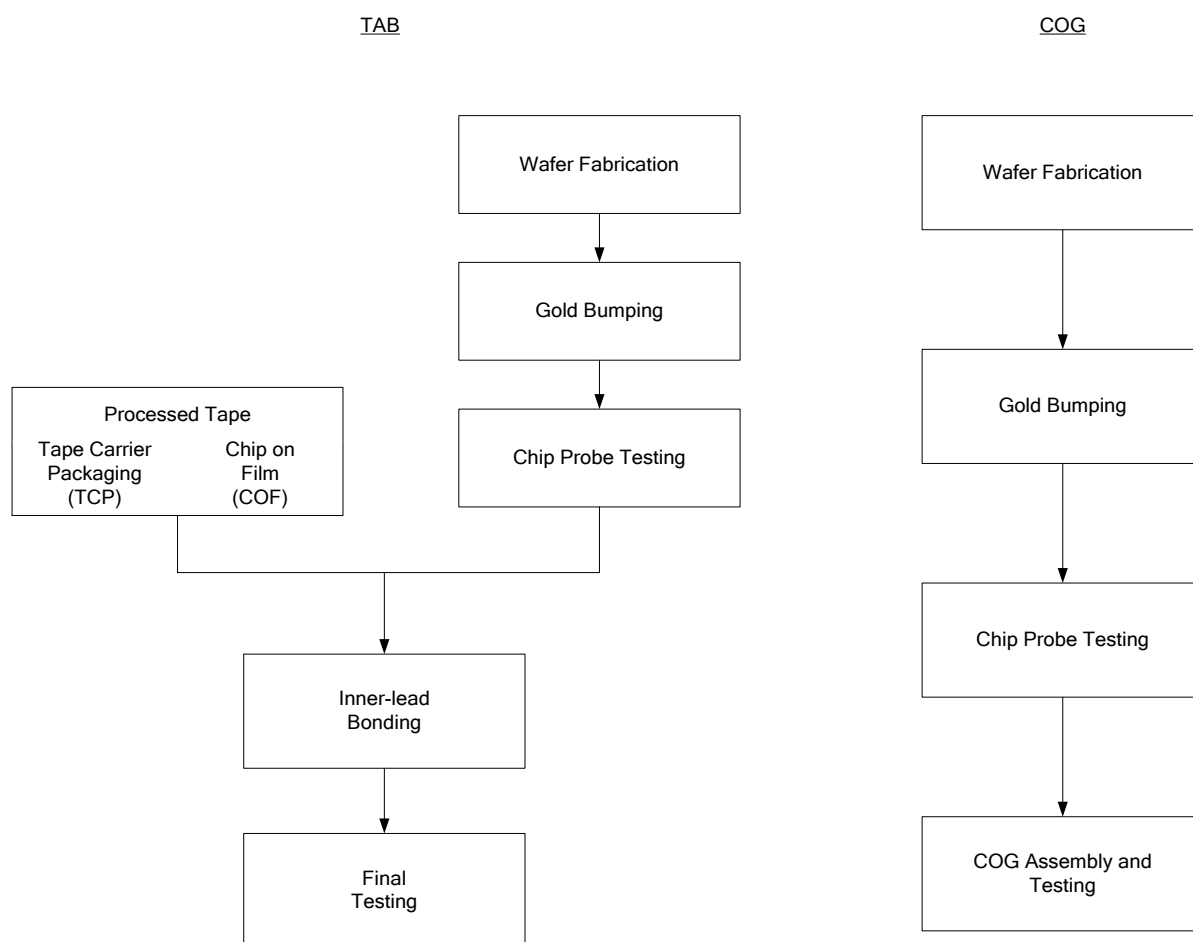 TAB
COG
Wafer Fabrication
Wafer Fabrication
Gold Bumping
Gold Bumping
Processed Tape
Tape Carrier
Packaging
(TCP)
Chip on
Film
(COF)
Chip Probe Testing
Chip Probe Testing
Inner-lead
Bonding
Final
Testing
COG Assembly and
Testing